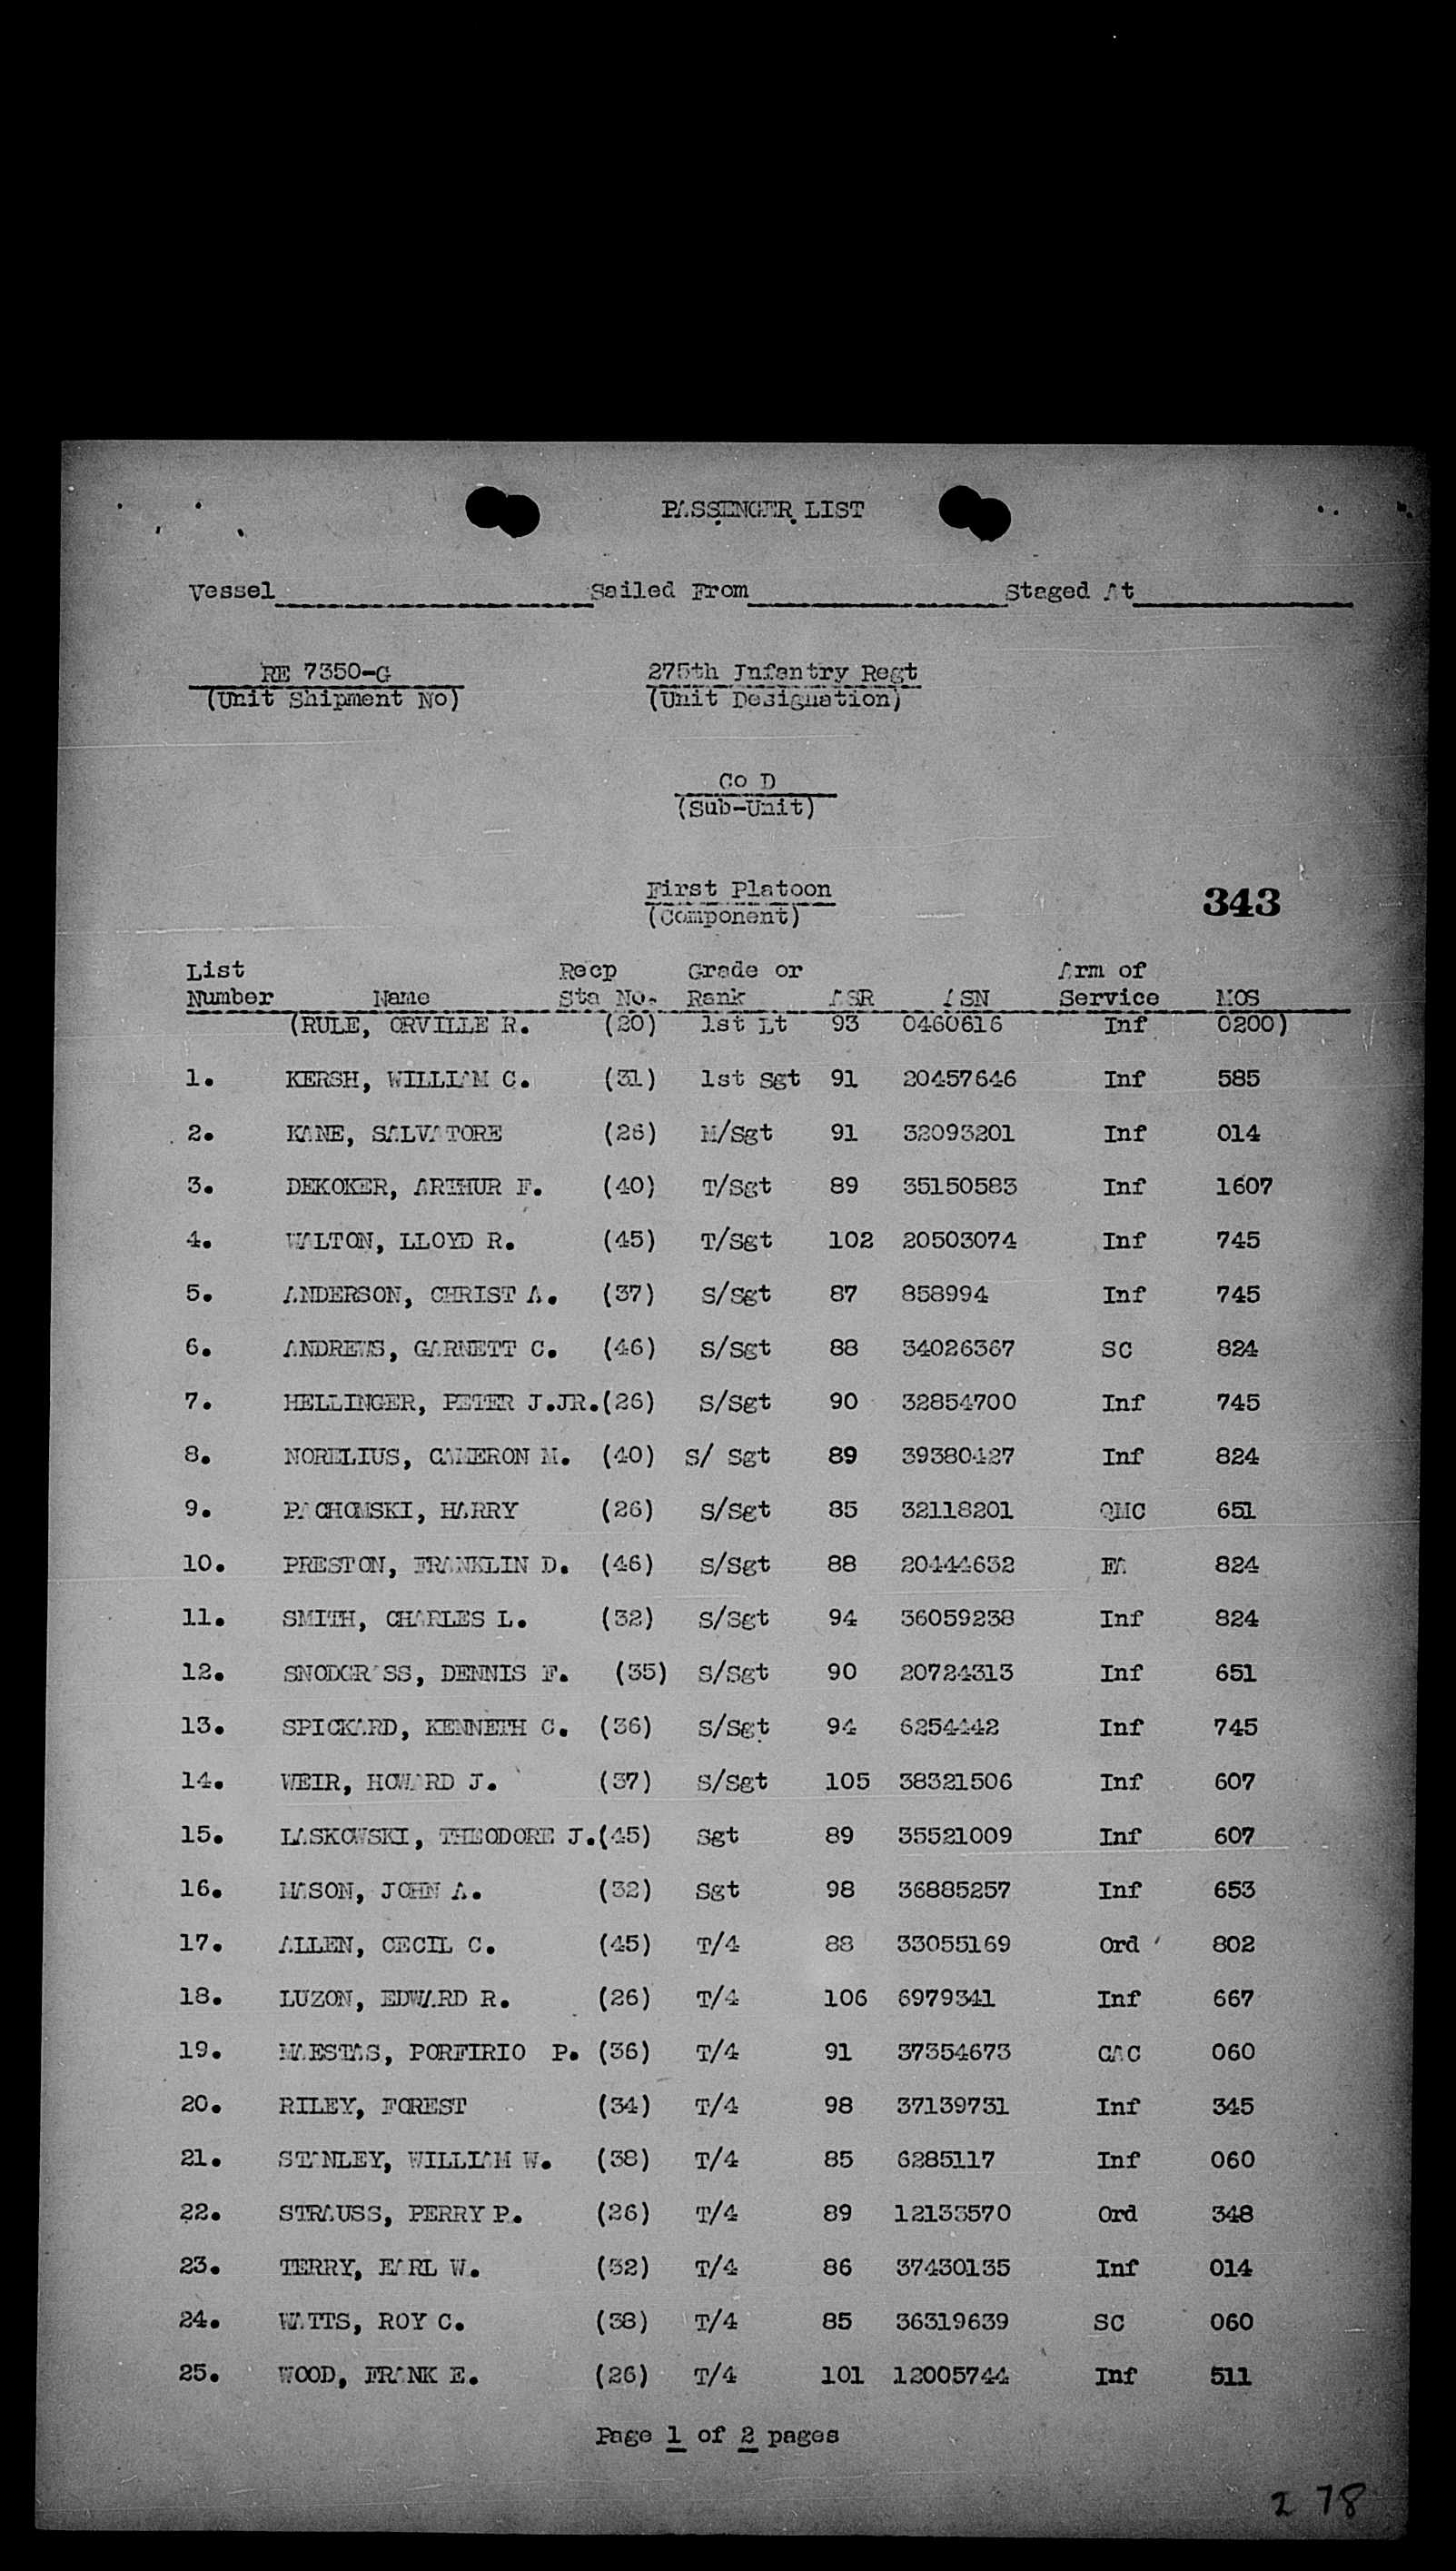 PASSENGER LIST
Vessel Sailed From Staged At
RE 7350-G 275th Infantry Regt
(Unit Shipment No) (Unit Designation)
Co D
(Sub-Unit)
First Platoon
(Component)
343
List Recp Grade or Arm of
Number Name Sta No. Rank ASR ASN Service MOS
(RULE, ORVILLE R. (20) 1st Lt 93 0460616 Inf 0200)
1. KERSH, WILLIAM C. (31) 1st Sgt 91 20457646 Inf 585
2. KANE, SALVATORE (26) M/Sgt 91 32093201 Inf 014
3. DEKOKER, ARTHUR F. (40) T/Sgt 89 35150583 Inf 1607
4. WALTON, LLOYD R. (45) T/Sgt 102 20503074 Inf 745
5. ANDERSON, CHRIST A. (37) S/Sgt 87 858994 Inf 745
6. ANDREWS, GARNETT C. (46) S/Sgt 88 34026367 SC 824
7. HELLINGER, PETER J.JR.(26) S/Sgt 90 32854700 Inf 745
8. NORELIUS, CAMERON M. (40) S/ Sgt 89 39380427 Inf 824
9. PACHOMSKI, HARRY (26) S/Sgt 85 32118201 QMC 651
10. PRESTON, FRANKLIN D. (46) S/Sgt 88 20444632 FA 824
11. SMITH, CHARLES L. (32) S/Sgt 94 36059238 Inf 824
12. SNODGRASS, DENNIS F. (35) S/Sgt 90 20724313 Inf 651
13. SPICKARD, KENNETH C. (36) S/Sgt 94 6254442 Inf 745
14. WEIR, HOWARD J. (37) S/Sgt 105 38321506 Inf 607
15. LASKOWSKI, THEODORE J.(45) Sgt 89 35521009 Inf 607
16. MASON, JOHN A. (32) Sgt 98 36885257 Inf 653
17. ALLEN, CECIL C. (45) T/4 88 33055169 Ord 802
18. LUZON, EDWARD R. (26) T/4 106 6979341 Inf 667
19. MAESTAS, PORFIRIO P. (36) T/4 91 37354673 CAC 060
20. RILEY, FOREST (34) T/4 98 37139731 Inf 345
21. STANLEY, WILLIAM W. (38) T/4 85 6285117 Inf 060
22. STRAUSS, PERRY P. (26) T/4 89 12133570 Ord 348
23. TERRY, EARL W. (32) T/4 86 37430135 Inf 014
24. WATTS, ROY C. (38) T/4 85 36319639 SC 060
25. WOOD, FRANK E. (26) T/4 101 12005744 Inf 511
Page 1 of 2 pages
278